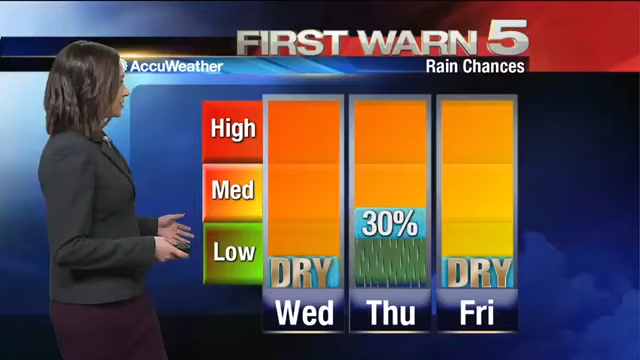 FIRST WARN 5
AccuWeather
Rain Chances
High
Med
Low
30%
DRY
DRY
Wed
Thu
Fri